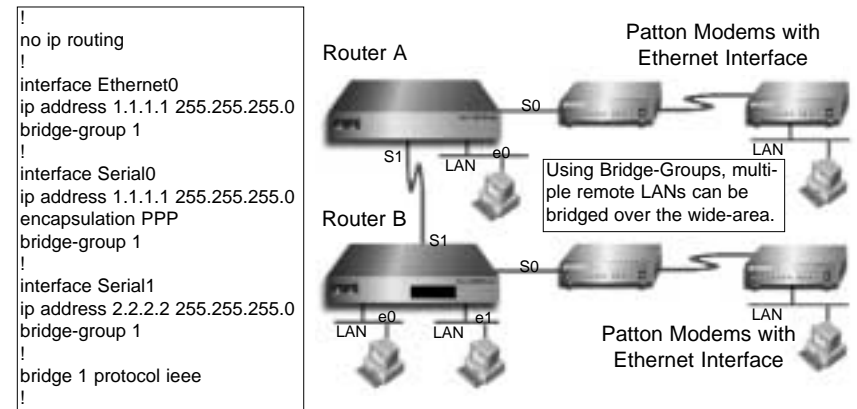 !
no ip routing
!
interface Ethernet0
ip address 1.1.1.1 255.255.255.0
bridge-group 1
!
interface Serial0
ip address 1.1.1.1 255.255.255.0
encapsulation PPP
bridge-group 1
!
interface Serial1
ip address 2.2.2.2 255.255.255.0
bridge-group 1
!
bridge 1 protocol ieee
!
Router A
Patton Modems with
Ethernet Interface
S0
S1
LAN
e0
LAN
Using Bridge-Groups, multi-
ple remote LANs can be
bridged over the wide-area.
Router B
S1
S0
LAN
e0
LAN
e1
LAN
Patton Modems with
Ethernet Interface